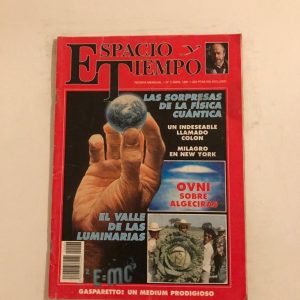 ESPACIO Y
TIEMPO
LAS SORPRESAS
DE LA FÍSICA
CUÁNTICA
UN INDESEABLE
LLAMADO
COLON
MILAGRO
EN NEW YORK
OVNI
SOBRE
ALGECIRAS
EL VALLE
DE LAS
LUMINARIAS
E=MC²
GASPARETTO: UN MEDIUM PRODIGIOSO